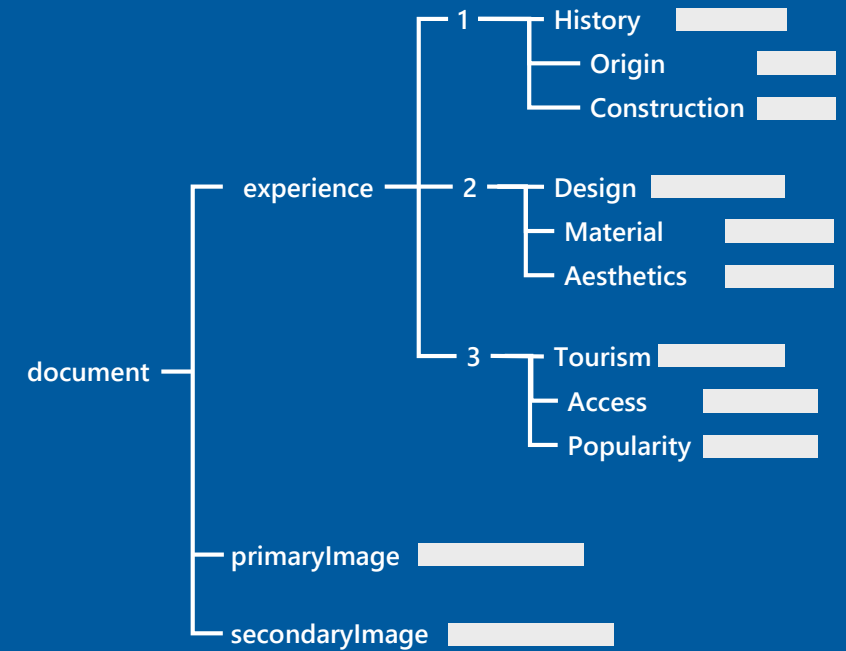 1 History
Origin
Construction
experience 2 Design
Material
Aesthetics
3 Tourism
document
Access
Popularity
primaryImage
secondaryImage